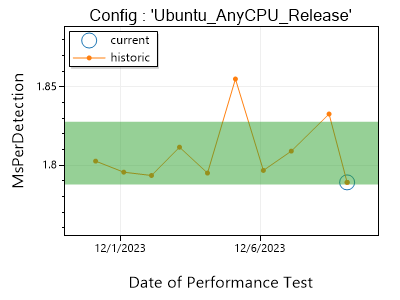 Config : 'Ubuntu_AnyCPU_Release'
current
historic
MsPerDetection
1.85
1.8
12/1/2023
12/6/2023
Date of Performance Test